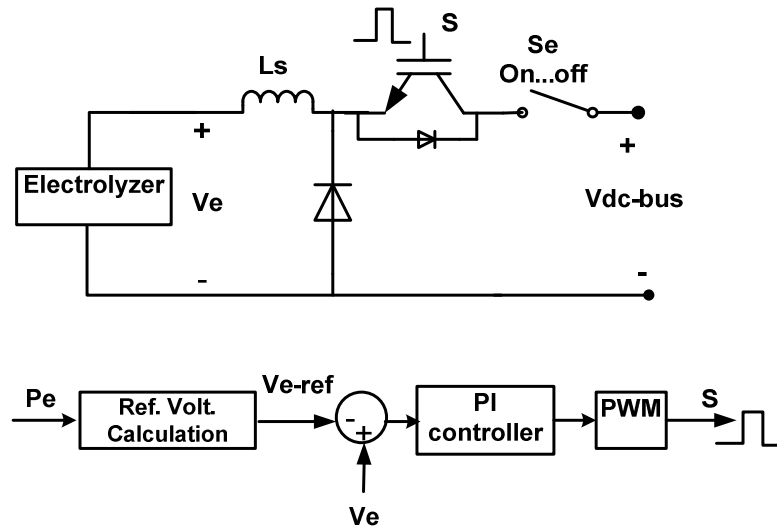 S
Se
On...off
Ls
+
+
Electrolyzer
Ve
Vdc-bus
-
-
Pe
Ref. Volt.
Calculation
Ve-ref
-
+
Ve
PI
controller
PWM
S